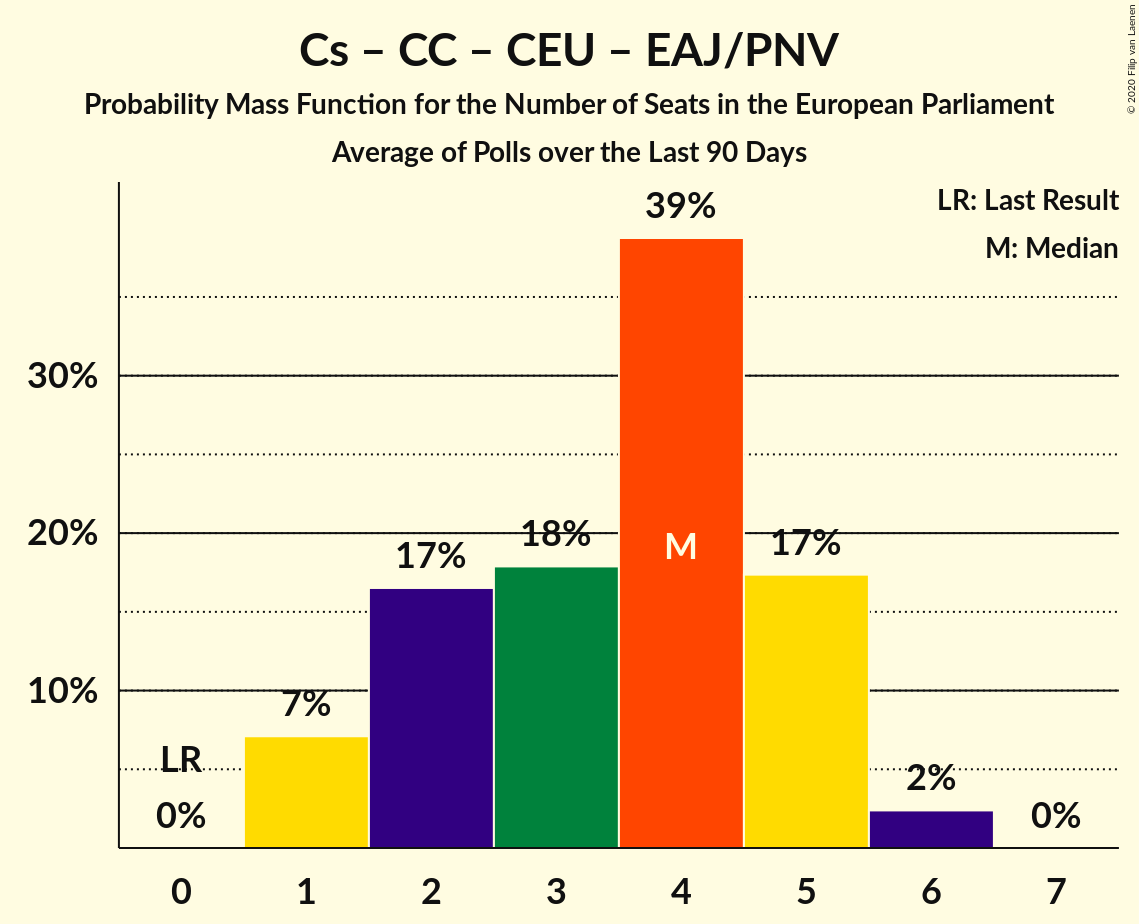 Cs – CC – CEU – EAJ/PNV
Probability Mass Function for the Number of Seats in the European Parliament
Average of Polls over the Last 90 Days
© 2020 Filip van Laenen
LR: Last Result
M: Median
39%
30%
20%
10%
LR
0%
7%
17%
18%
M
17%
2%
0%
0 1 2 3 4 5 6 7